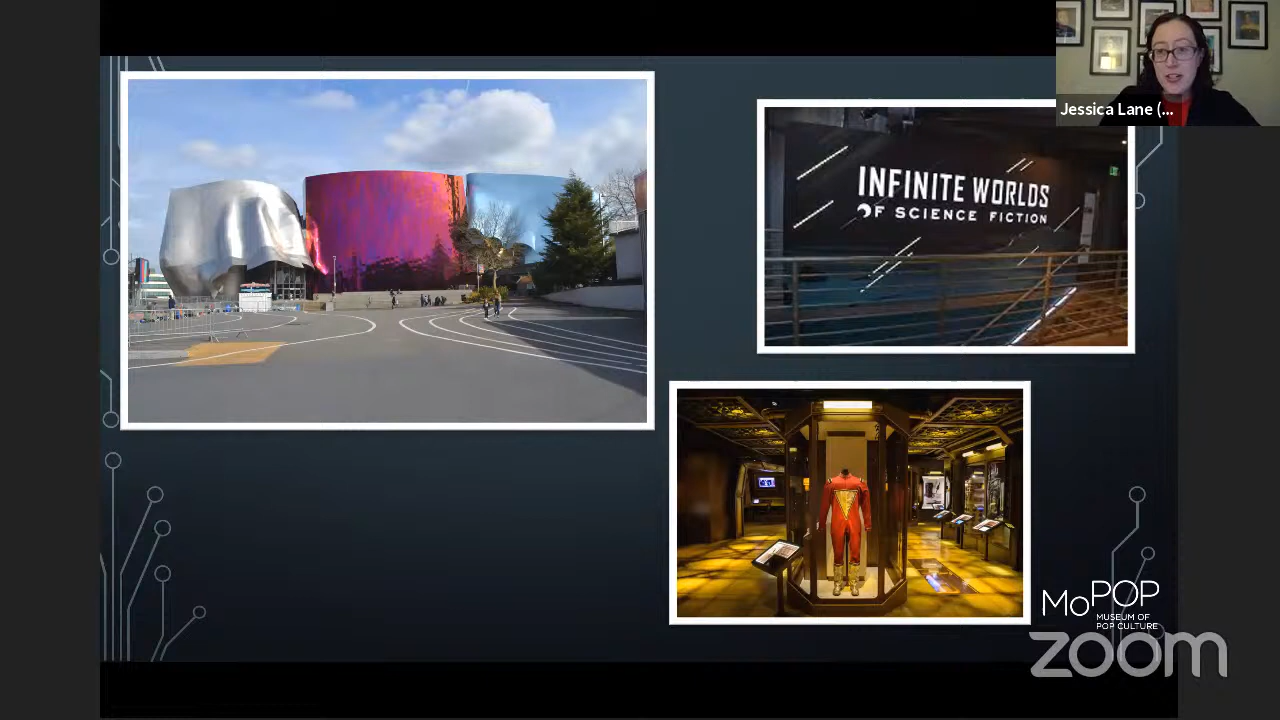 Jessica Lane (...
INFINITE WORLDS
OF SCIENCE FICTION
MoPOP
MUSEUM OF
POP CULTURE
zoom